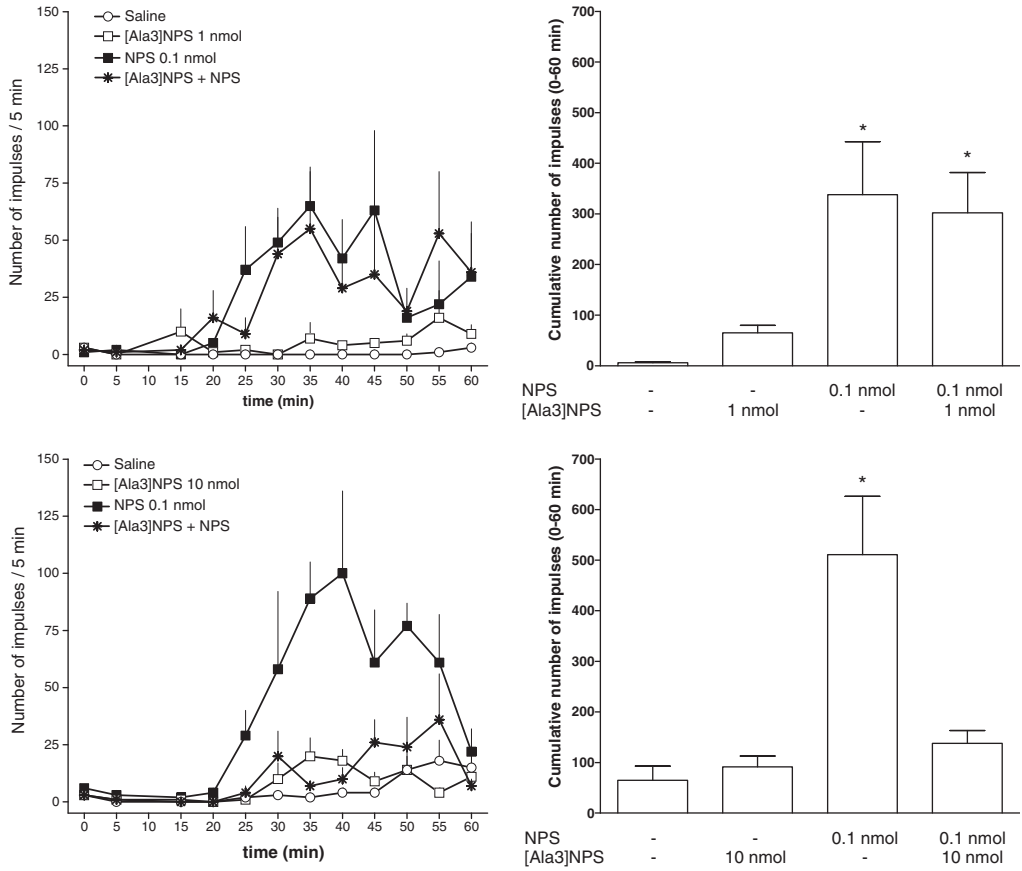 150
125
100
75
50
25
0
Number of impulses / 5 min
Saline
[Ala3]NPS 1 nmol
NPS 0.1 nmol
[Ala3]NPS + NPS
0 5 10 15 20 25 30 35 40 45 50 55 60
time (min)
700
600
500
400
300
200
100
0
Cumulative number of impulses (0-60 min)
* *
NPS - - 0.1 nmol 0.1 nmol
[Ala3]NPS - 1 nmol - 1 nmol
150
125
100
75
50
25
0
Number of impulses / 5 min
Saline
[Ala3]NPS 10 nmol
NPS 0.1 nmol
[Ala3]NPS + NPS
0 5 10 15 20 25 30 35 40 45 50 55 60
time (min)
700
600
500
400
300
200
100
0
Cumulative number of impulses (0-60 min)
*
NPS - - 0.1 nmol 0.1 nmol
[Ala3]NPS - 10 nmol - 10 nmol